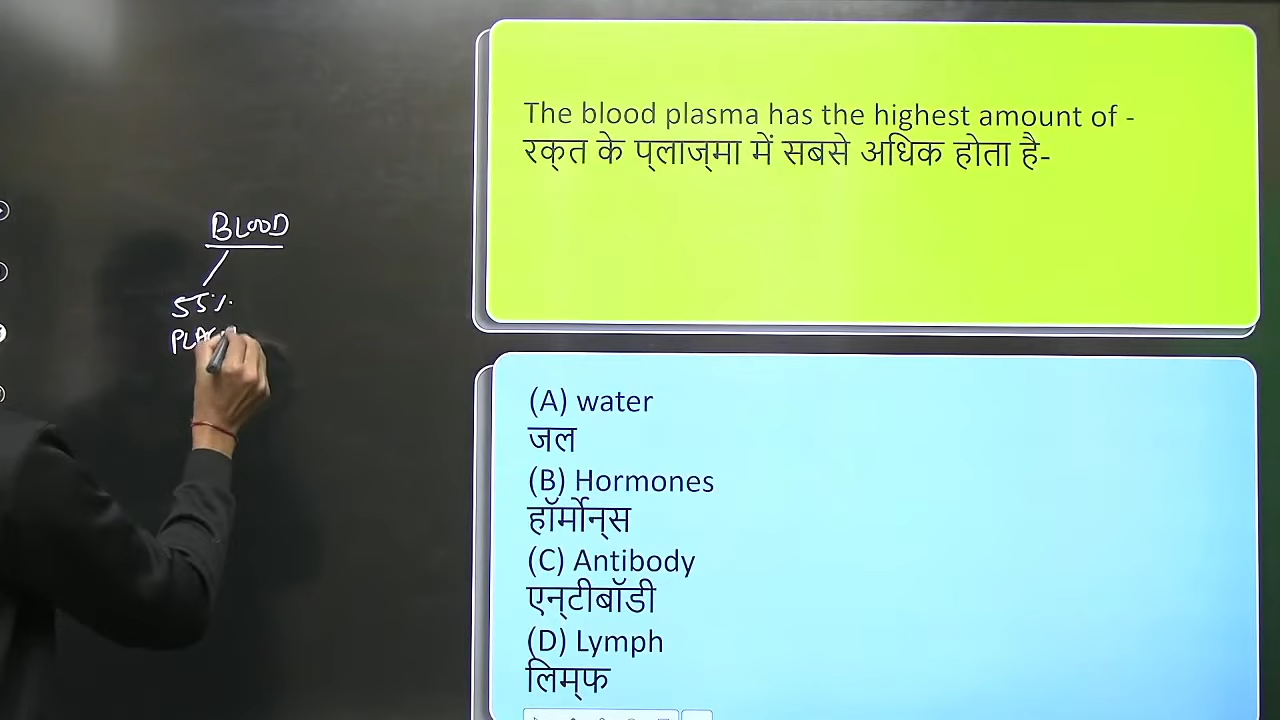 The blood plasma has the highest amount of -
रक्त के प्लाज्मा में सबसे अधिक होता है-
BLOOD
55%
(A) water
जल
(B) Hormones
हॉर्मोन्स
(C) Antibody
एन्टीबॉडी
(D) Lymph
लिम्फ